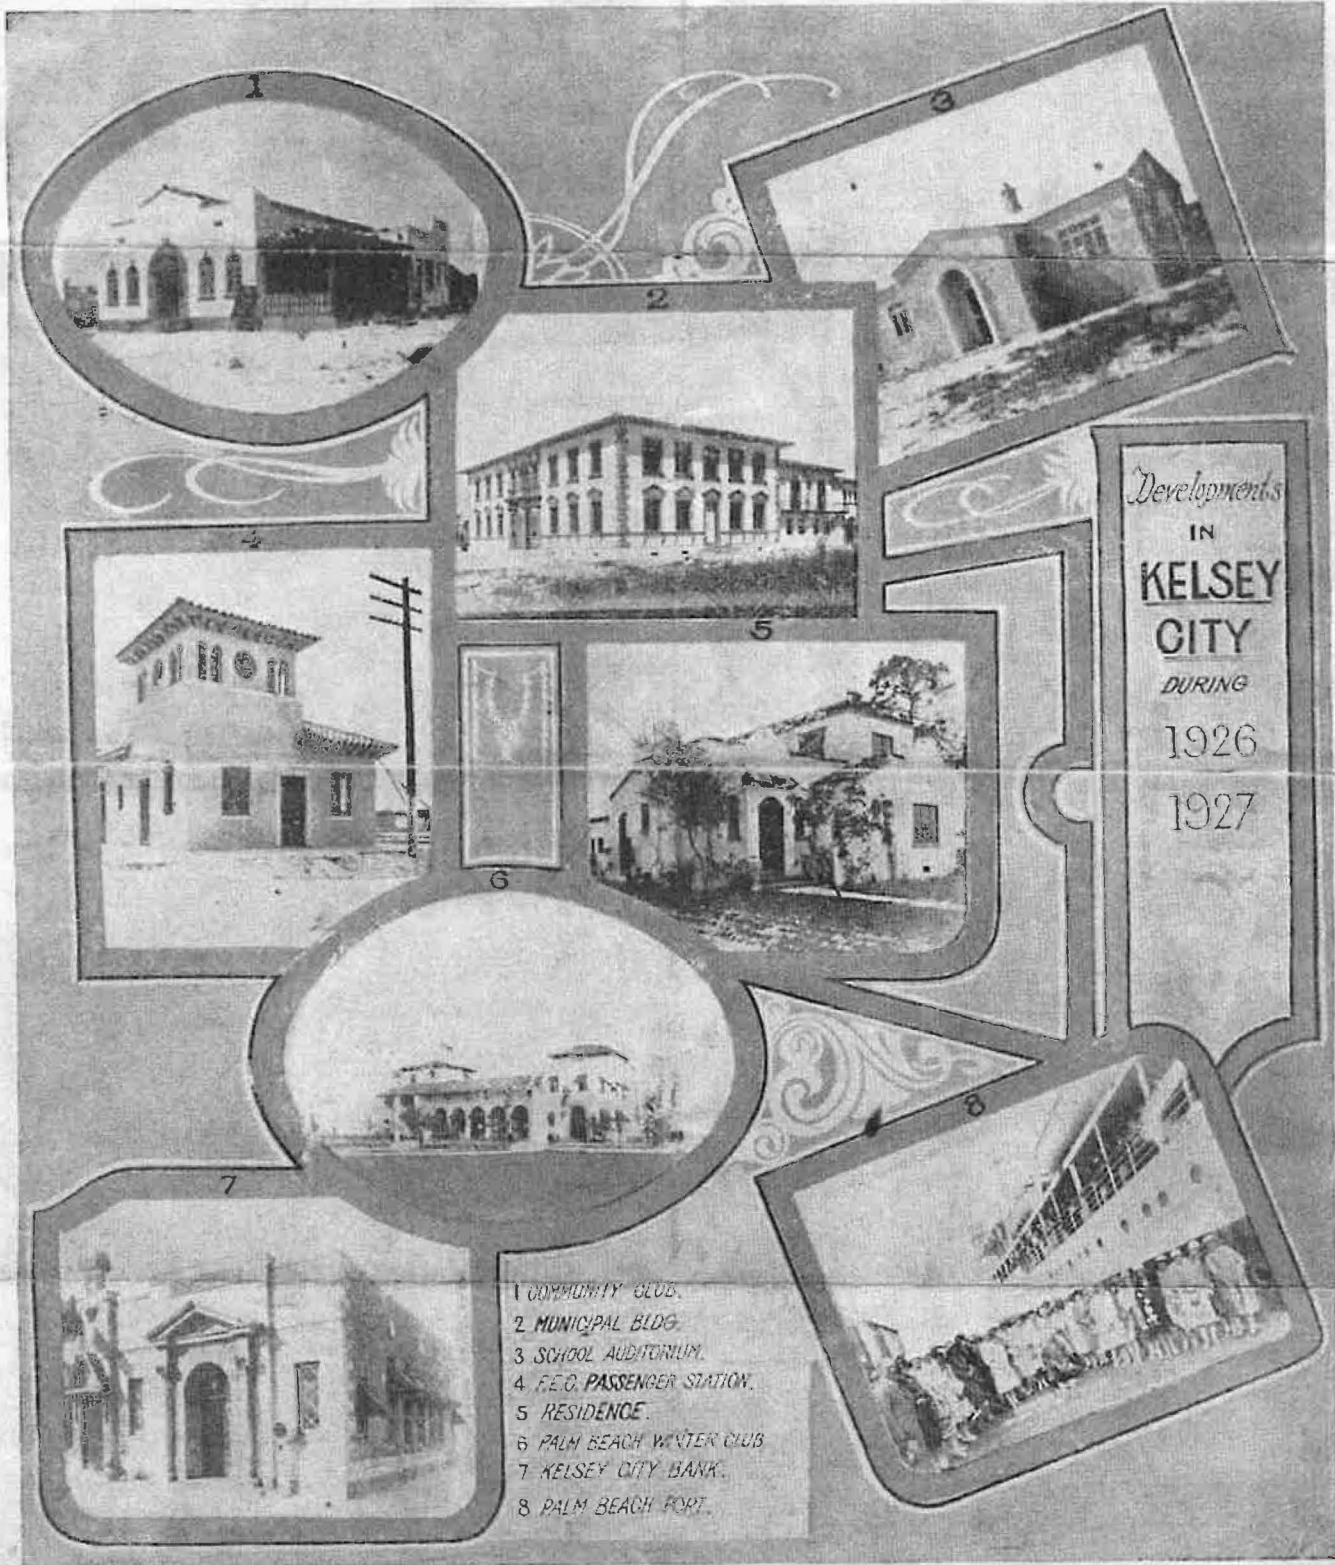 1
2
3
4
5
6
7
8
Developments
IN
KELSEY
CITY
DURING
1926
1927
1 COMMUNITY CLUB.
2 MUNICIPAL BLDG.
3 SCHOOL AUDITORIUM.
4 F.E.C. PASSENGER STATION.
5 RESIDENCE.
6 PALM BEACH WINTER CLUB
7 KELSEY CITY BANK.
8 PALM BEACH PORT.